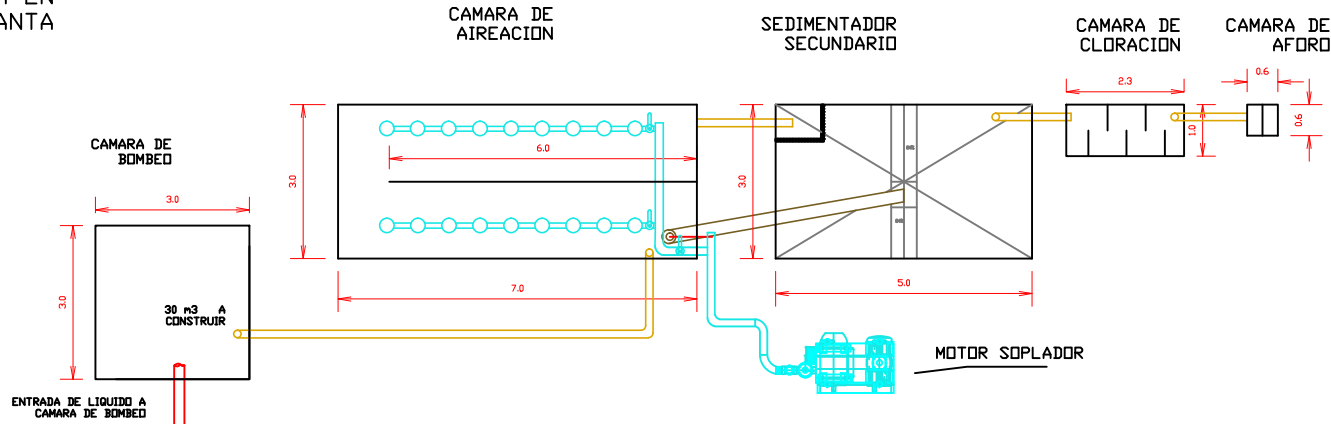 EN
ANTA
CAMARA DE
AIREACION
SEDIMENTADOR
SECUNDARIO
CAMARA DE
CLORACION
CAMARA DE
AFORO
2.3
0.6
1.0
0.6
CAMARA DE
BOMBEO
3.0
3.0
30 m3 A
CONSTRUIR
ENTRADA DE LIQUIDO A
CAMARA DE BOMBEO
3.0
6.0
7.0
3.0
5.0
MOTOR SOPLADOR